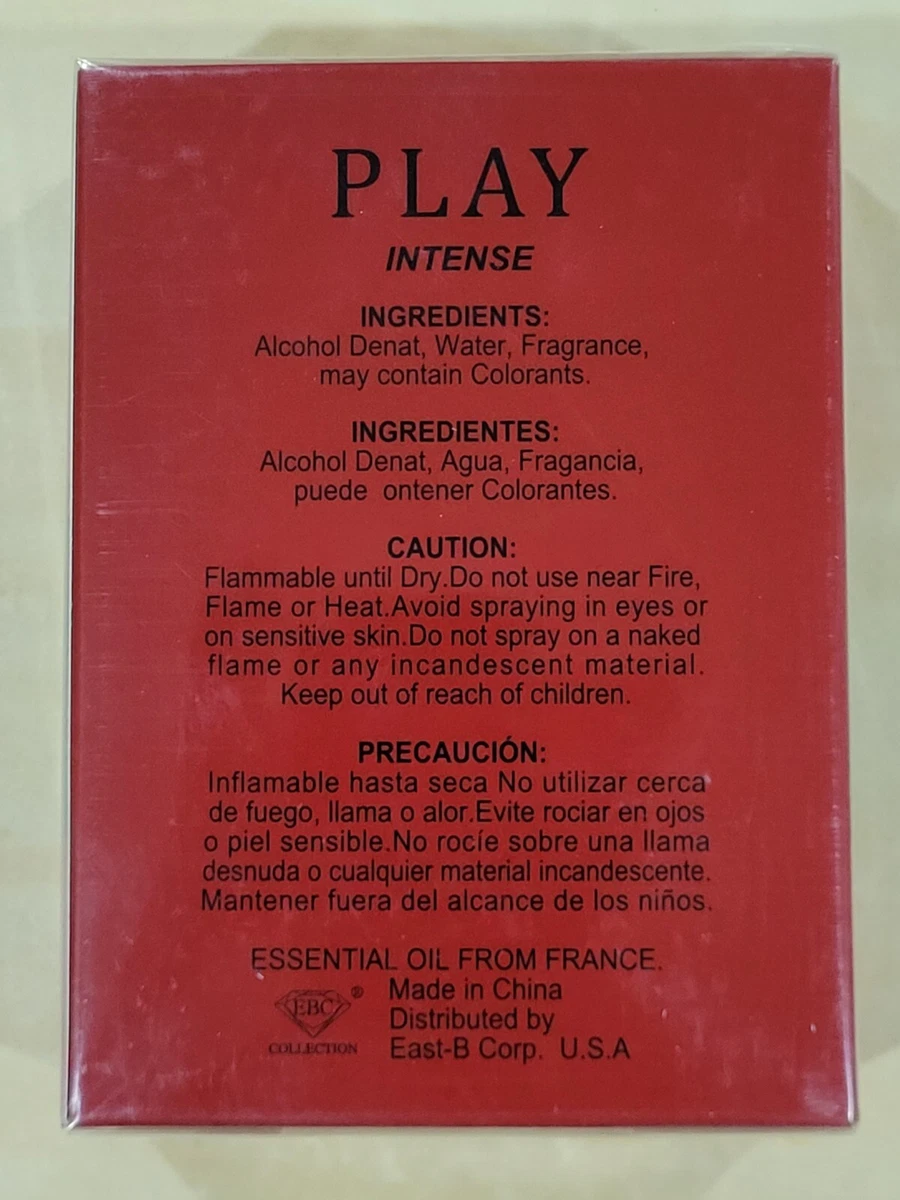 PLAY
INTENSE
INGREDIENTS:
Alcohol Denat, Water, Fragrance,
may contain Colorants.
INGREDIENTES:
Alcohol Denat, Agua, Fragancia,
puede ontener Colorantes.
CAUTION:
Flammable until Dry.Do not use near Fire,
Flame or Heat.Avoid spraying in eyes or
on sensitive skin.Do not spray on a naked
flame or any incandescent material.
Keep out of reach of children.
PRECAUCIÓN:
Inflamable hasta seca No utilizar cerca
de fuego, llama o alor.Evite rociar en ojos
o piel sensible.No rocíe sobre una llama
desnuda o cualquier material incandescente.
Mantener fuera del alcance de los niños.
ESSENTIAL OIL FROM FRANCE.
EBC ®
COLLECTION
Made in China
Distributed by
East-B Corp. U.S.A